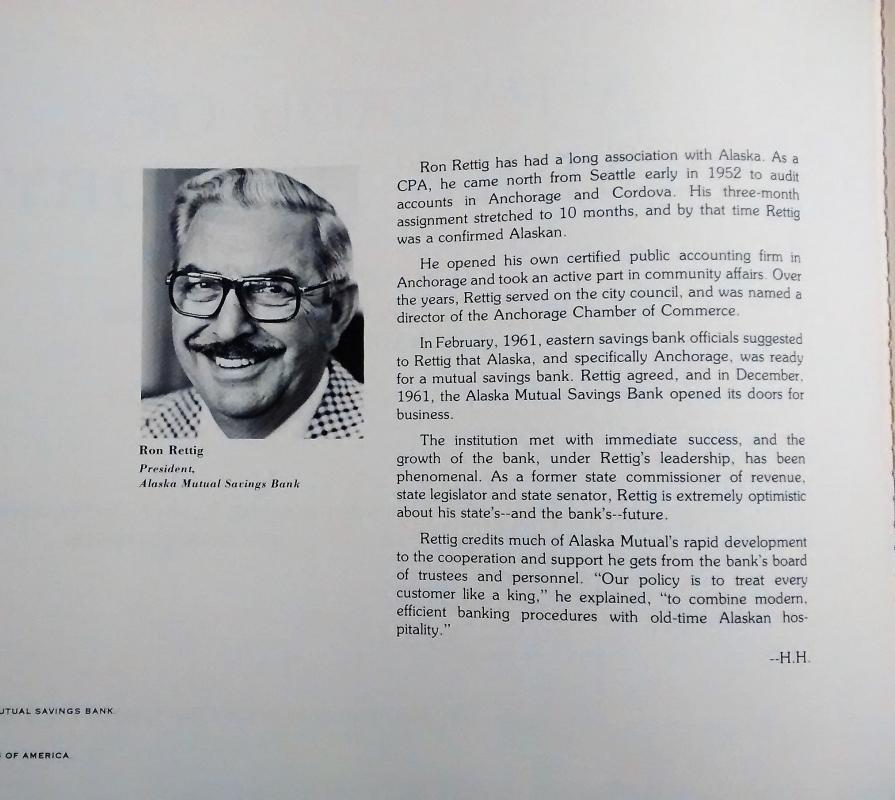 Ron Rettig has had a long association with Alaska. As a
CPA, he came north from Seattle early in 1952 to audit
accounts in Anchorage and Cordova. His three-month
assignment stretched to 10 months, and by that time Rettig
was a confirmed Alaskan.
He opened his own certified public accounting firm in
Anchorage and took an active part in community affairs. Over
the years, Rettig served on the city council, and was named a
director of the Anchorage Chamber of Commerce.
In February, 1961, eastern savings bank officials suggested
to Rettig that Alaska, and specifically Anchorage, was ready
for a mutual savings bank. Rettig agreed, and in December,
1961, the Alaska Mutual Savings Bank opened its doors for
business.
The institution met with immediate success, and the
growth of the bank, under Rettig's leadership, has been
phenomenal. As a former state commissioner of revenue,
state legislator and state senator, Rettig is extremely optimistic
about his state's--and the bank's--future.
Rettig credits much of Alaska Mutual's rapid development
to the cooperation and support he gets from the bank's board
of trustees and personnel. “Our policy is to treat every
customer like a king,” he explained, “to combine modern,
efficient banking procedures with old-time Alaskan hos-
pitality.”
--H.H.
Ron Rettig
President,
Alaska Mutual Savings Bank
UTUAL SAVINGS BANK.
OF AMERICA